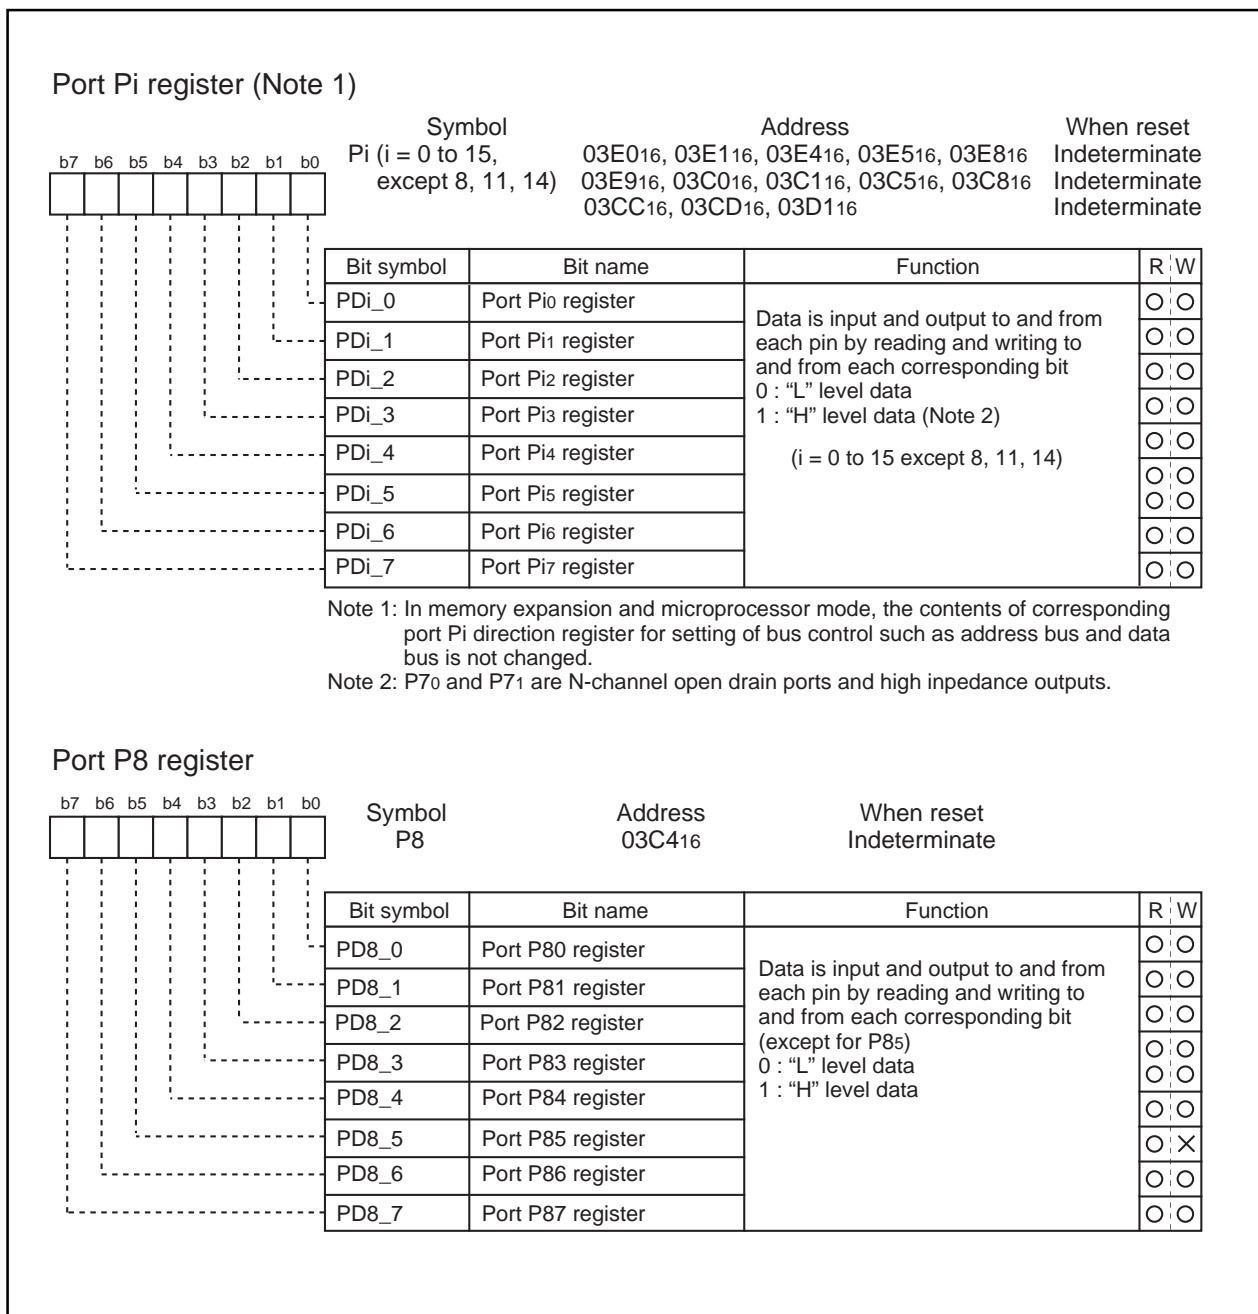 Port Pi register (Note 1)
Symbol Address When reset
b7 b6 b5 b4 b3 b2 b1 b0
Pi (i = 0 to 15, 03E016, 03E116, 03E416, 03E516, 03E816 Indeterminate
except 8, 11, 14) 03E916, 03C016, 03C116, 03C516, 03C816 Indeterminate
03CC16, 03CD16, 03D116 Indeterminate
Bit symbol Bit name Function R W
PDi_0 Port Pi0 register
PDi_1 Port Pi1 register
PDi_2 Port Pi2 register
PDi_3 Port Pi3 register
PDi_4 Port Pi4 register
PDi_5 Port Pi5 register
PDi_6 Port Pi6 register
PDi_7 Port Pi7 register
Data is input and output to and from
each pin by reading and writing to
and from each corresponding bit
0 : “L” level data
1 : “H” level data (Note 2)
(i = 0 to 15 except 8, 11, 14)
Note 1: In memory expansion and microprocessor mode, the contents of corresponding
port Pi direction register for setting of bus control such as address bus and data
bus is not changed.
Note 2: P70 and P71 are N-channel open drain ports and high inpedance outputs.
Port P8 register
b7 b6 b5 b4 b3 b2 b1 b0
Symbol Address When reset
P8 03C416 Indeterminate
Bit symbol Bit name Function R W
PD8_0 Port P80 register
PD8_1 Port P81 register
PD8_2 Port P82 register
PD8_3 Port P83 register
PD8_4 Port P84 register
PD8_5 Port P85 register
PD8_6 Port P86 register
PD8_7 Port P87 register
Data is input and output to and from
each pin by reading and writing to
and from each corresponding bit
(except for P85)
0 : “L” level data
1 : “H” level data